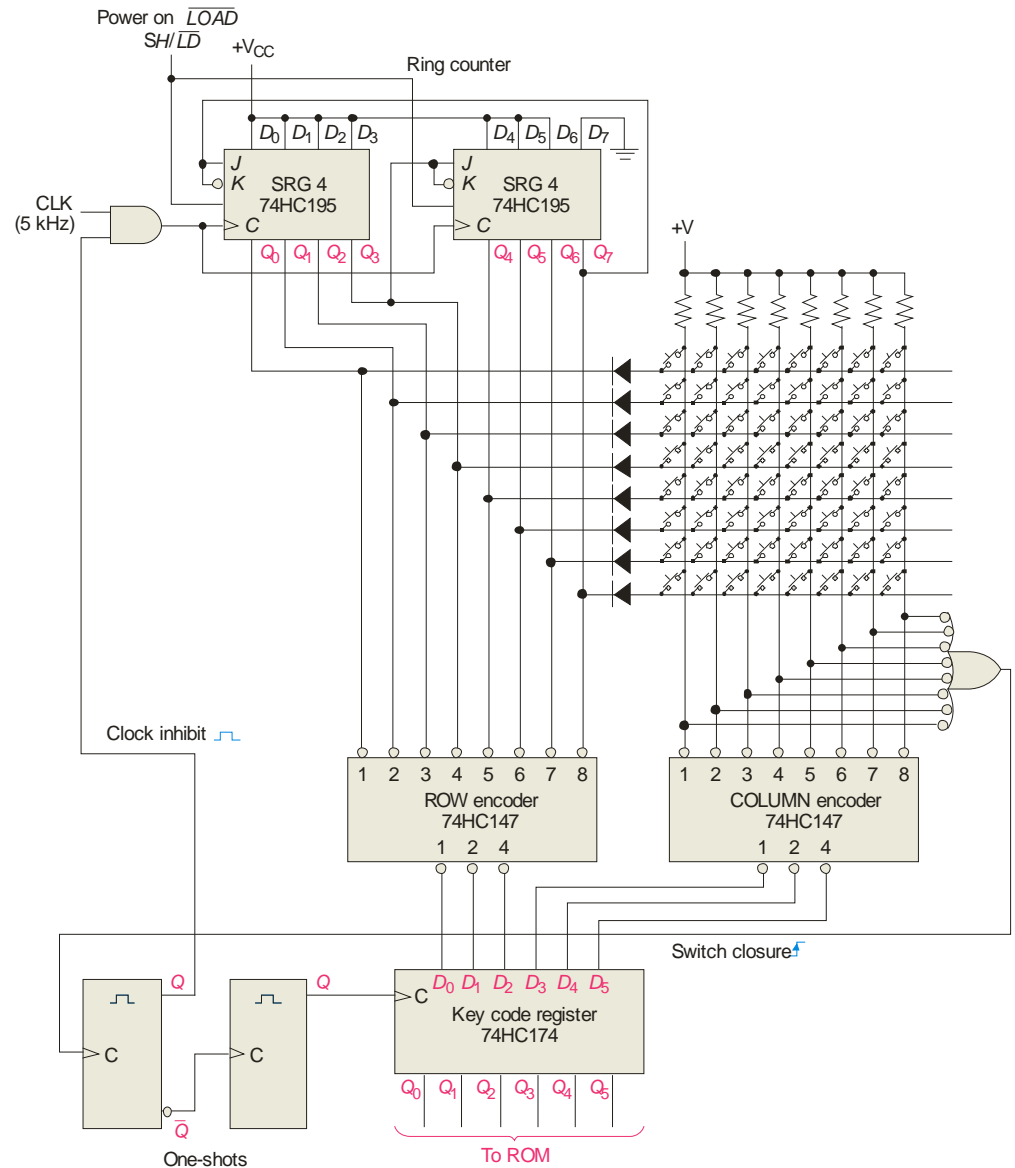 Power on LOAD
SH/LD
+VCC
Ring counter
D0 D1 D2 D3
D4 D5 D6 D7
J
K
SRG 4
74HC195
C
J
K
SRG 4
74HC195
C
CLK
(5 kHz)
Q0 Q1 Q2 Q3
Q4 Q5 Q6 Q7
+V
Clock inhibit
1 2 3 4 5 6 7 8
ROW encoder
74HC147
1 2 4
1 2 3 4 5 6 7 8
COLUMN encoder
74HC147
1 2 4
Switch closure
Q
C
Q
Q
C
One-shots
D0 D1 D2 D3 D4 D5
C
Key code register
74HC174
Q0 Q1 Q2 Q3 Q4 Q5
To ROM